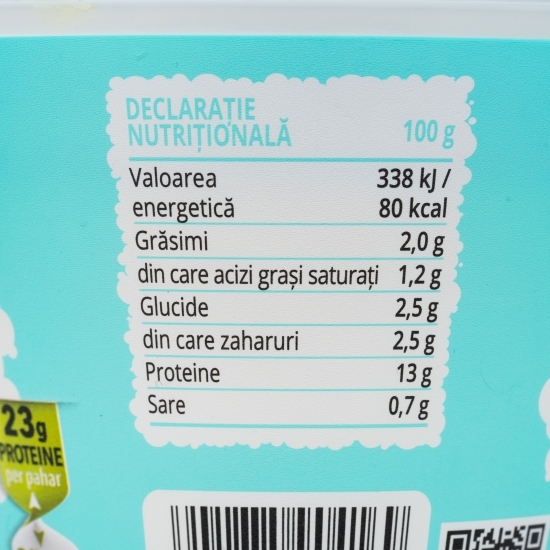 DECLARAȚIE
NUTRIȚIONALĂ 100 g
Valoarea 338 kJ /
energetică 80 kcal
Grăsimi 2,0 g
din care acizi grași saturați 1,2 g
Glucide 2,5 g
din care zaharuri 2,5 g
Proteine 13 g
Sare 0,7 g
23g
PROTEINE
per pahar